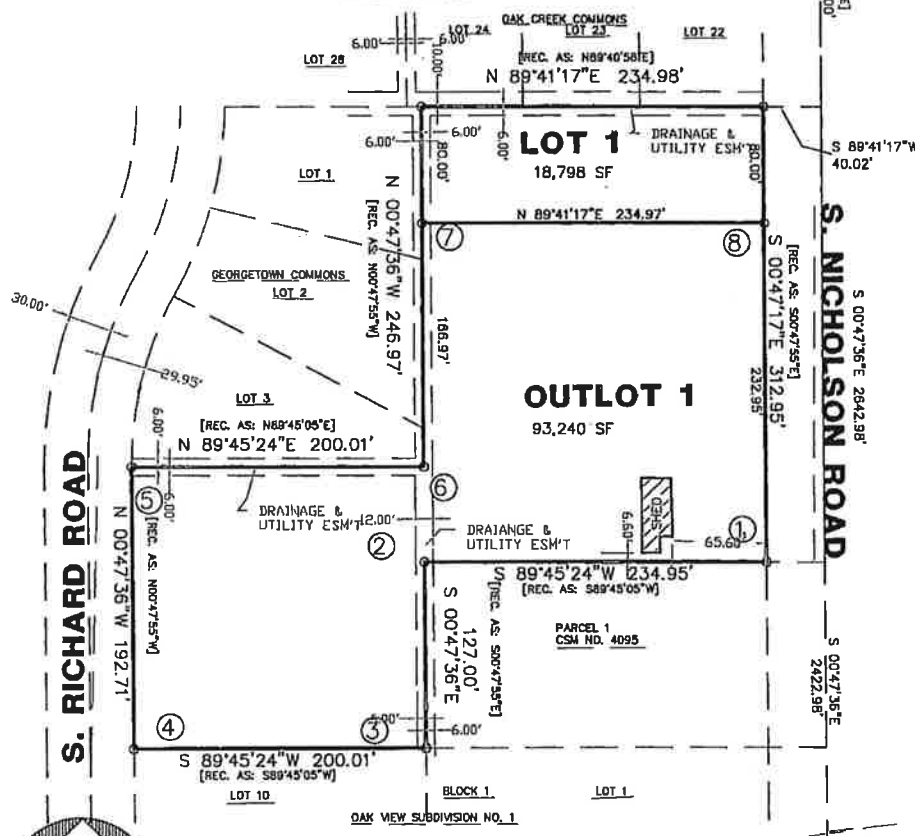 OAK CREEK COMMONS
LOT 24
LOT 23
LOT 22
6.00'
6.00'
10.00'
LOT 28
[REC. AS: N89°40'58"E]
N 89°41'17"E 234.98'
6.00'
6.00'
80.00'
6.00'
LOT 1
18,798 SF
DRAINAGE &
UTILITY ESM'T
80.00'
S 89°41'17"W
40.02'
LOT 1
N 89°41'17"E 234.97'
7
8
N 00°47'36"W 246.97'
[REC. AS: N00°47'55"W]
GEORGETOWN COMMONS
LOT 2
30.00'
29.95'
166.97'
[REC. AS: S00°47'55"E]
S 00°47'17"E 312.95'
232.95'
S. NICHOLSON ROAD
S 00°47'36"E 2642.98'
OUTLOT 1
93,240 SF
LOT 3
[REC. AS: N89°45'05"E]
N 89°45'24"E 200.01'
6.00'
6.00'
5
6
DRAINAGE &
UTILITY ESM'T
12.00'
2
DRAIANGE &
UTILITY ESM'T
SHED
6.60'
65.60'
1
S 89°45'24"W 234.95'
[REC. AS: S89°45'05"W]
S. RICHARD ROAD
N 00°47'36"W 192.71'
[REC. AS: N00°47'55"W]
127.00'
S 00°47'36"E
[REC. AS: S00°47'55"E]
PARCEL 1
CSM NO. 4095
S 00°47'36"E
2422.98'
4
3
6.00'
6.00'
S 89°45'24"W 200.01'
[REC. AS: S89°45'05"W]
LOT 10
BLOCK 1
LOT 1
OAK VIEW SUBDIVISION NO. 1